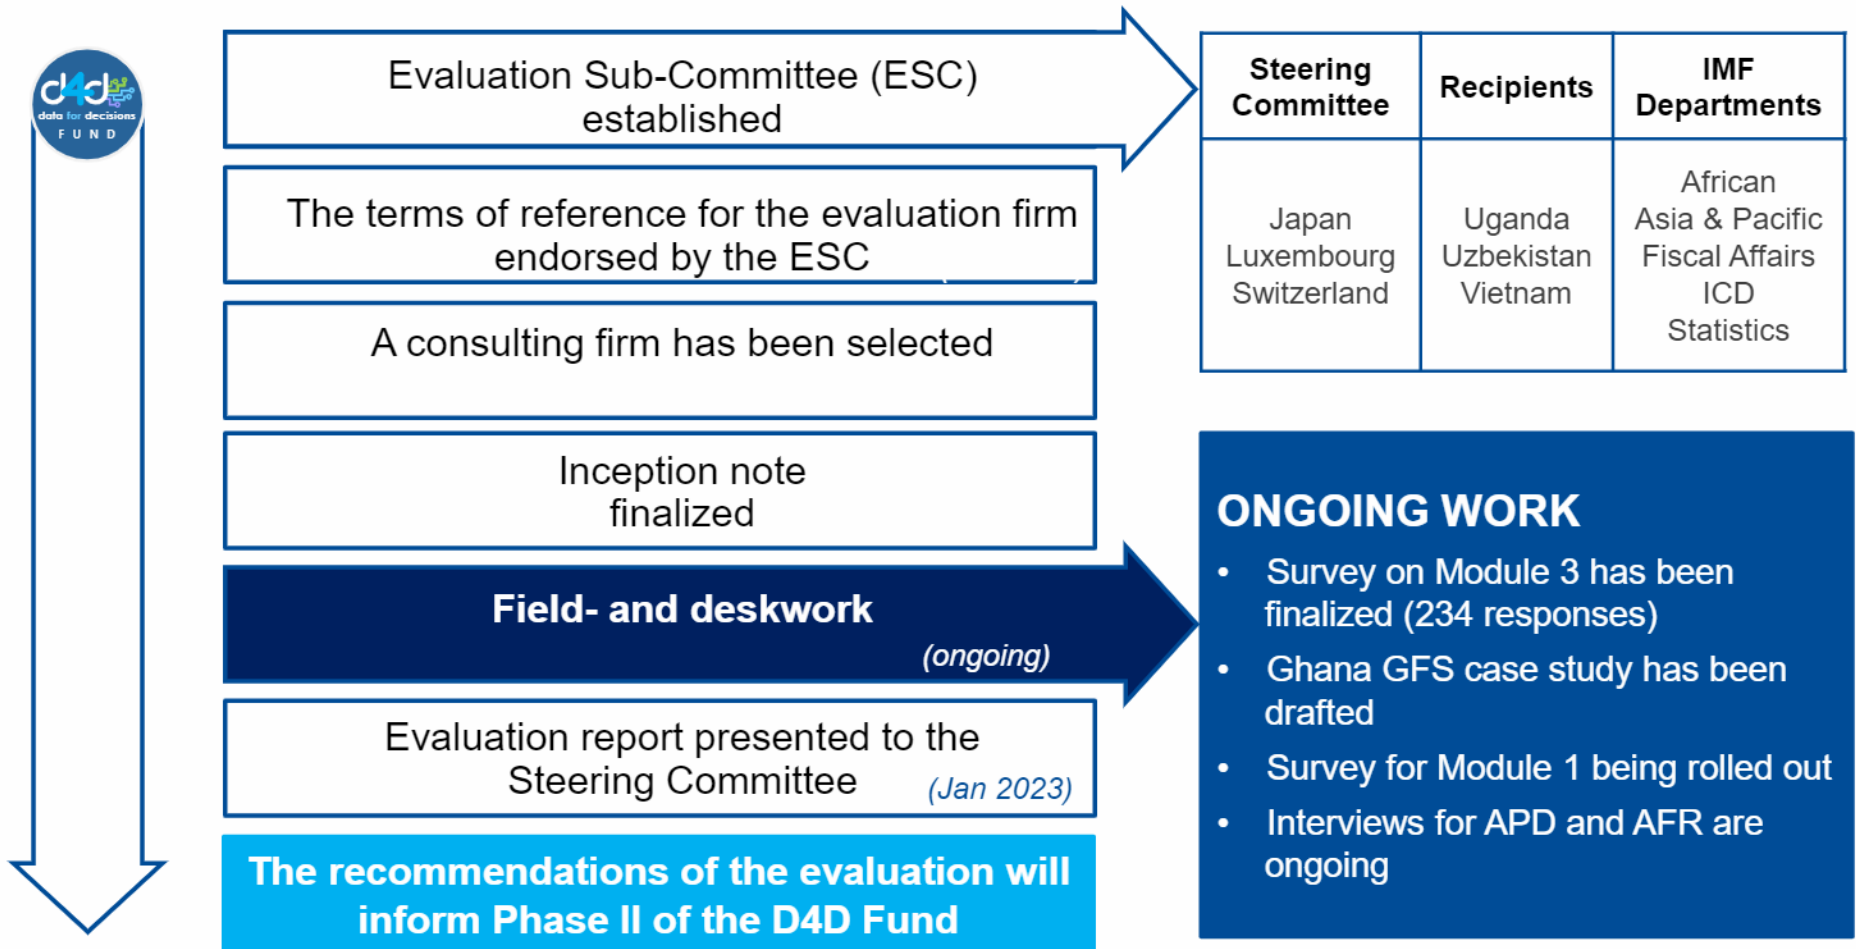 d4d
data for decisions
FUND
Evaluation Sub-Committee (ESC)
established
The terms of reference for the evaluation firm
endorsed by the ESC
A consulting firm has been selected
Inception note
finalized
Field- and deskwork
(ongoing)
Evaluation report presented to the
Steering Committee
(Jan 2023)
The recommendations of the evaluation will
inform Phase II of the D4D Fund
Steering
Committee
Recipients
IMF
Departments
Japan
Luxembourg
Switzerland
Uganda
Uzbekistan
Vietnam
African
Asia & Pacific
Fiscal Affairs
ICD
Statistics
ONGOING WORK
• Survey on Module 3 has been
finalized (234 responses)
• Ghana GFS case study has been
drafted
• Survey for Module 1 being rolled out
• Interviews for APD and AFR are
ongoing